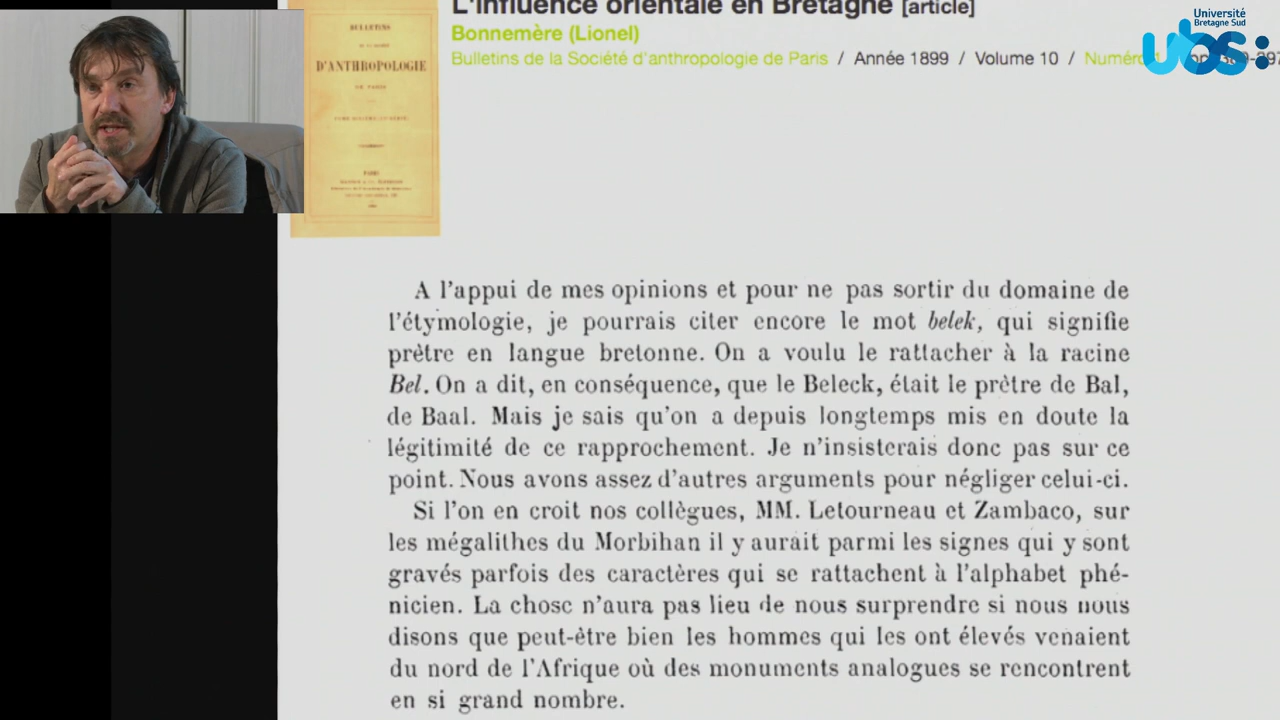 L'influence orientale en Bretagne [article]
Bonnemère (Lionel)
Bulletins de la Société d'anthropologie de Paris / Année 1899 / Volume 10 /
Université
Bretagne Sud
ubs:
BULLETINS
D'ANTHROPOLOGIE
DE PARIS
PARIS
A l'appui de mes opinions et pour ne pas sortir du domaine de
l'étymologie, je pourrais citer encore le mot belek, qui signifie
prètre en langue bretonne. On a voulu le rattacher à la racine
Bel. On a dit, en conséquence, que le Beleck, était le prètre de Bal,
de Baal. Mais je sais qu'on a depuis longtemps mis en doute la
légitimité de ce rapprochement. Je n'insisterais donc pas sur ce
point. Nous avons assez d'autres arguments pour négliger celui-ci.
Si l'on en croit nos collègues, MM. Letourneau et Zambaco, sur
les mégalithes du Morbihan il y aurait parmi les signes qui y sont
gravés parfois des caractères qui se rattachent à l'alphabet phé-
nicien. La chose n'aura pas lieu de nous surprendre si nous nous
disons que peut-ètre bien les hommes qui les ont élevés venaient
du nord de l'Afrique où des monuments analogues se rencontrent
en si grand nombre.